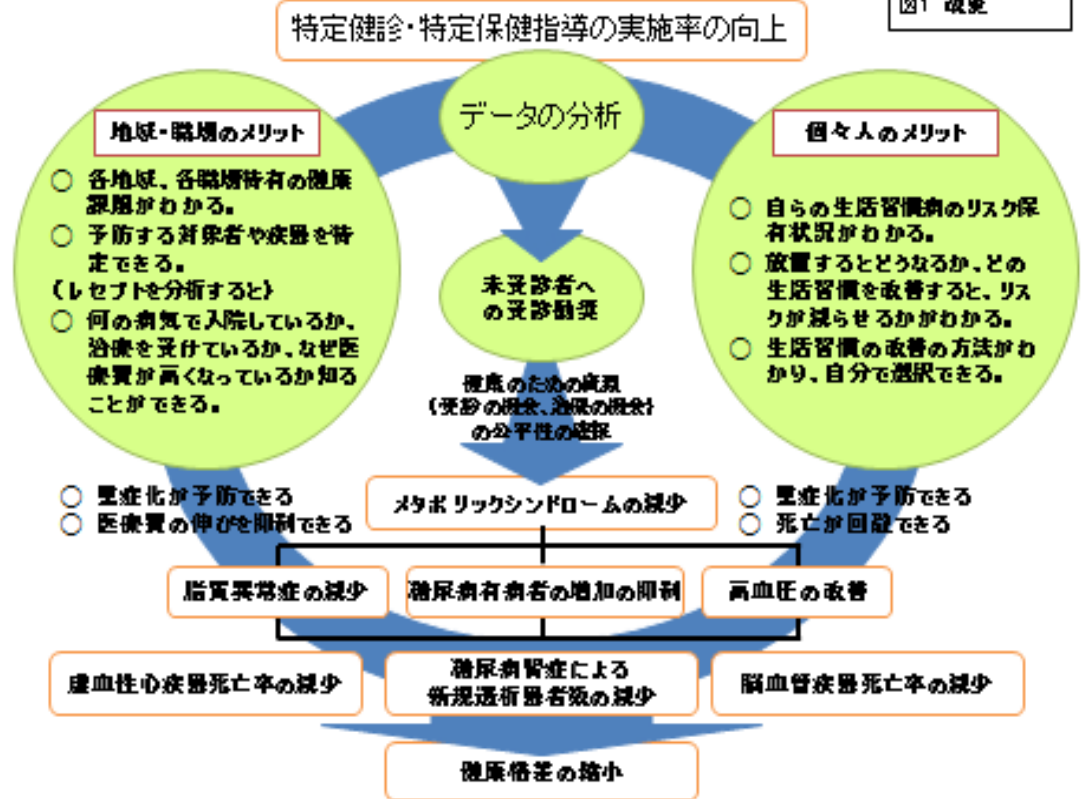 図1 改変
特定健診・特定保健指導の実施率の向上
データの分析
地域・職場のメリット
○ 各地域、各職場特有の健康
課題がわかる。
○ 予防する対象者や疾患を特
定できる。
(レセプトを分析すると)
○ 何の病気で入院しているか、
治療を受けているか、なぜ医
療費が高くなっているか知る
ことができる。
個々人のメリット
○ 自らの生活習慣病のリスク保
有状況がわかる。
○ 放置するとどうなるか、どの
生活習慣を改善すると、リス
クが減らせるかがわかる。
○ 生活習慣の改善の方法がわ
かり、自分で選択できる。
未受診者へ
の受診勧奨
健康のための資源
(受診の機会、治療の機会)
の公平性の確保
○ 重症化が予防できる
○ 医療費の伸びを抑制できる
メタボリックシンドロームの減少
○ 重症化が予防できる
○ 死亡が回避できる
脂質異常症の減少
糖尿病有病者の増加の抑制
高血圧の改善
虚血性心疾患死亡率の減少
糖尿病腎症による
新規透析患者数の減少
脳血管疾患死亡率の減少
健康格差の縮小